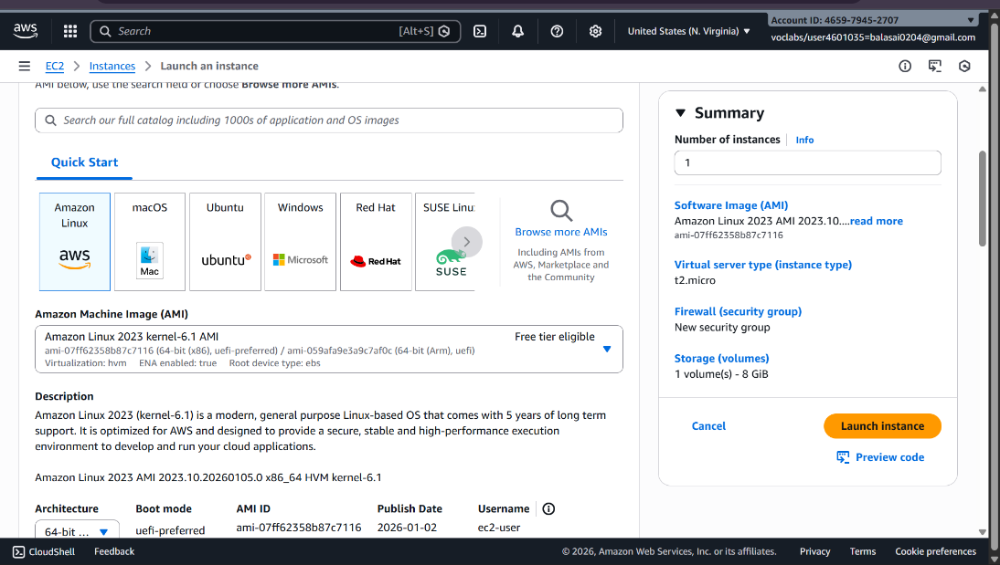 aws
Search
[Alt+S]
United States (N. Virginia)
Account ID: 4659-7945-2707
voclabs/user4601035=balasai0204@gmail.com
EC2 > Instances > Launch an instance
AMI below, use the search field or choose Browse more AMIs.
Search our full catalog including 1000s of application and OS images
Quick Start
Amazon
Linux
aws
macOS
Mac
Ubuntu
ubuntu
Windows
Microsoft
Red Hat
Red Hat
SUSE Linu
SUSE
Browse more AMIs
Including AMIs from
AWS, Marketplace and
the Community
Amazon Machine Image (AMI)
Amazon Linux 2023 kernel-6.1 AMI
Free tier eligible
ami-07ff62358b87c7116 (64-bit (x86), uefi-preferred) / ami-059afa9e3a9c7af0c (64-bit (Arm), uefi)
Virtualization: hvm ENA enabled: true Root device type: ebs
Description
Amazon Linux 2023 (kernel-6.1) is a modern, general purpose Linux-based OS that comes with 5 years of long term
support. It is optimized for AWS and designed to provide a secure, stable and high-performance execution
environment to develop and run your cloud applications.
Amazon Linux 2023 AMI 2023.10.20260105.0 x86_64 HVM kernel-6.1
Architecture Boot mode AMI ID Publish Date Username
64-bit ... uefi-preferred ami-07ff62358b87c7116 2026-01-02 ec2-user
Summary
Number of instances Info
1
Software Image (AMI)
Amazon Linux 2023 AMI 2023.10....read more
ami-07ff62358b87c7116
Virtual server type (instance type)
t2.micro
Firewall (security group)
New security group
Storage (volumes)
1 volume(s) - 8 GiB
Cancel
Launch instance
Preview code
CloudShell Feedback © 2026, Amazon Web Services, Inc. or its affiliates. Privacy Terms Cookie preferences